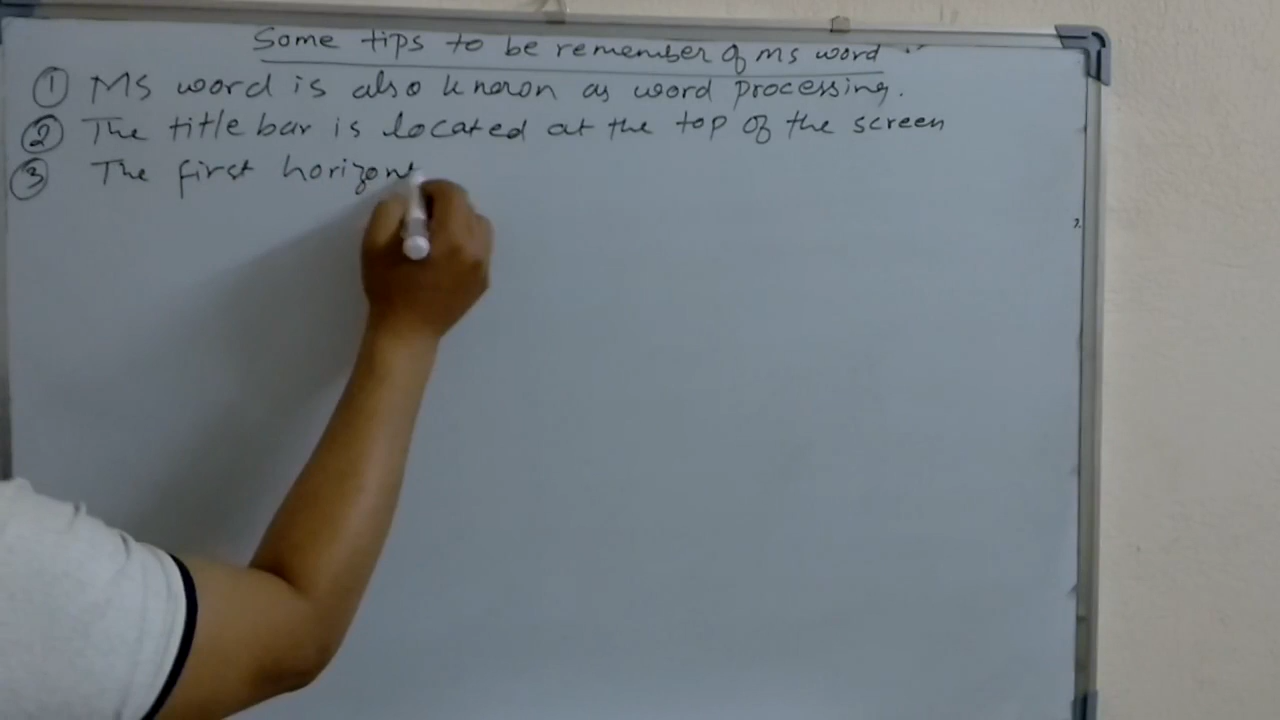 Some tips to be remember of ms word
① MS word is also known as word processing.
② The title bar is located at the top of the screen
③ The first horizont